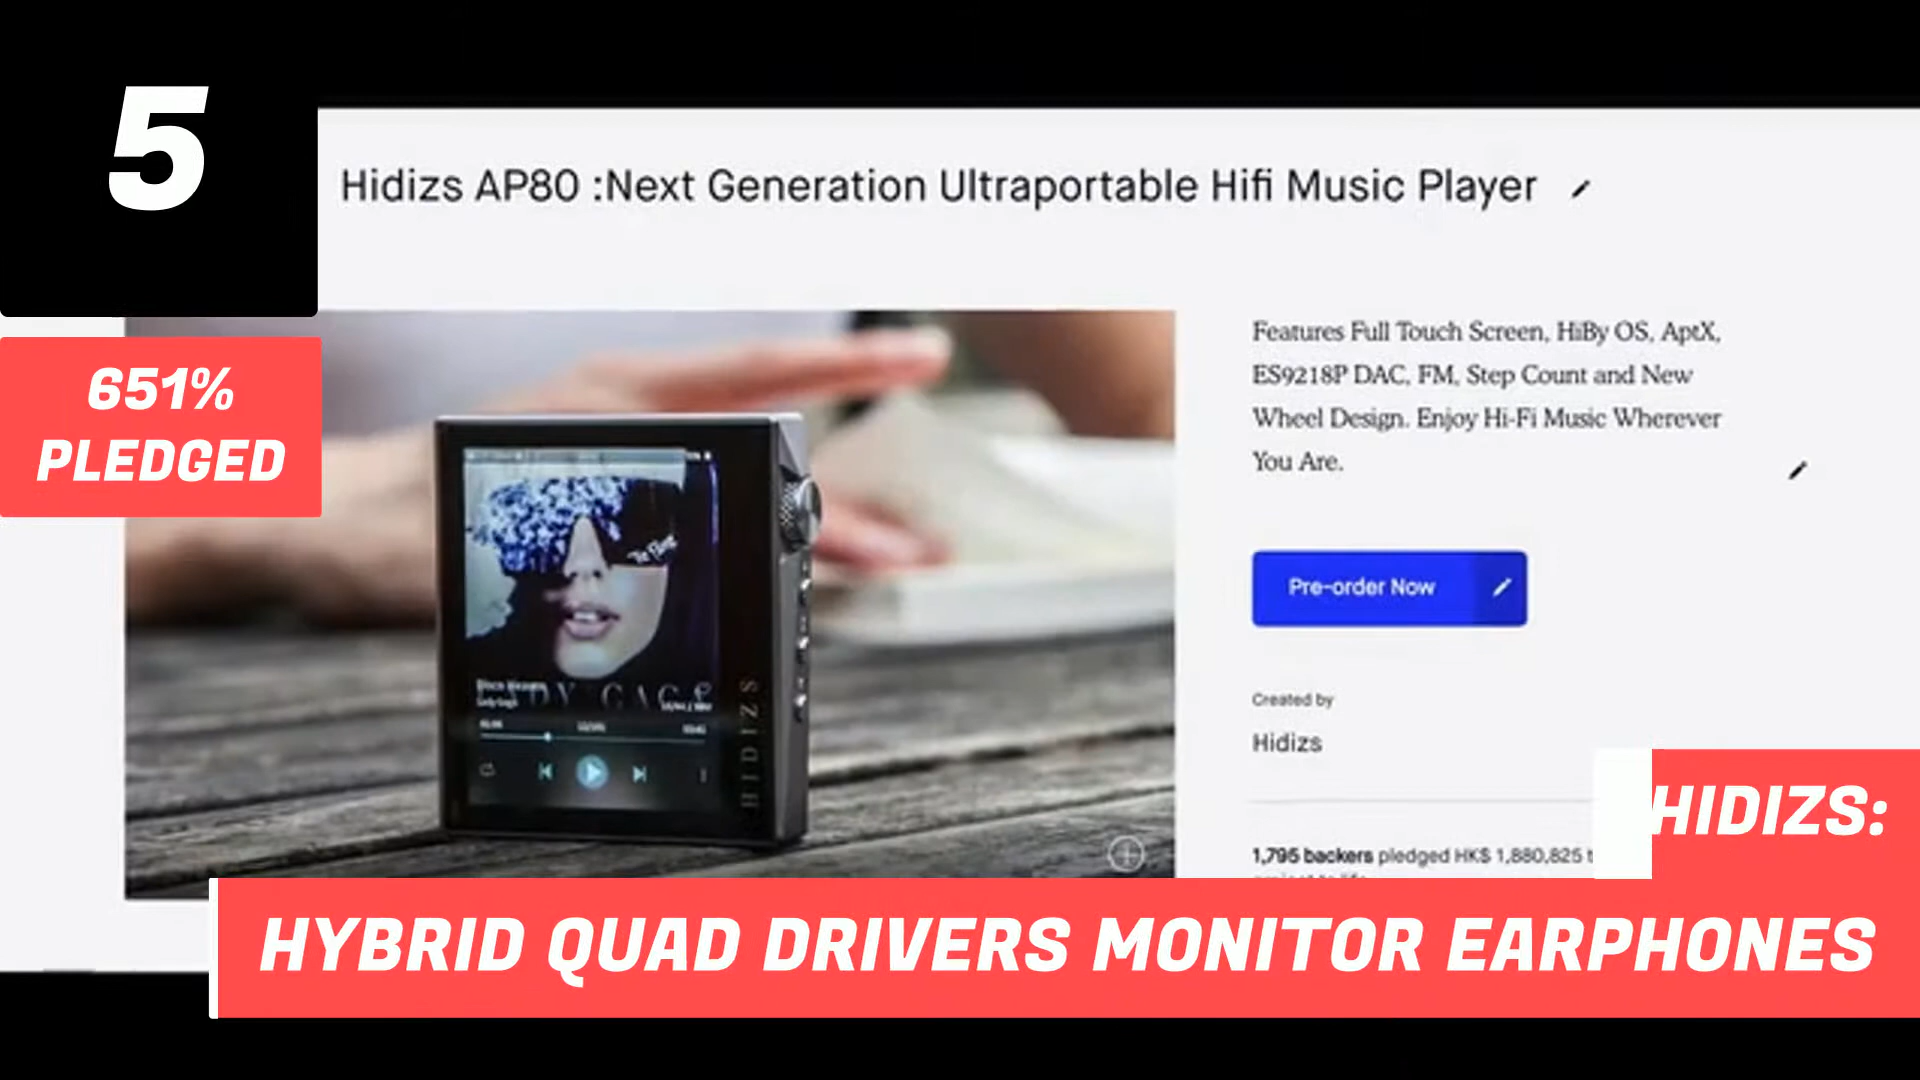 5
651%
PLEDGED
Hidizs AP80 :Next Generation Ultraportable Hifi Music Player
Features Full Touch Screen, HiBy OS, AptX,
ES9218P DAC, FM, Step Count and New
Wheel Design. Enjoy Hi-Fi Music Wherever
You Are.
Pre-order Now
Created by
Hidizs
1,795 backers pledged HK$ 1,880,825
HIDIZS
HIDIZS:
HYBRID QUAD DRIVERS MONITOR EARPHONES